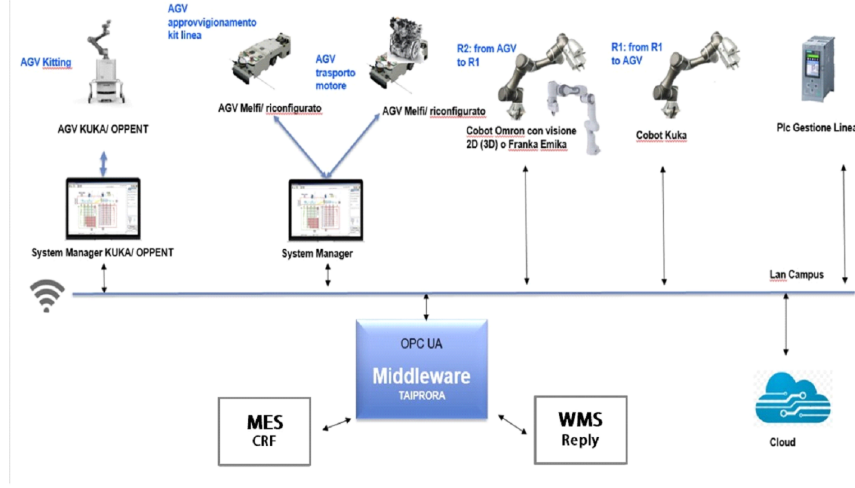 AGV Kitting
AGV
approvvigionamento
kit linea
AGV
trasporto
motore
R2: from AGV
to R1
R1: from R1
to AGV
AGV KUKA/ OPPENT
AGV Melfi/ riconfigurato
AGV Melfi/ riconfigurato
Cobot Omron con visione
2D (3D) o Franka Emika
Cobot Kuka
Plc Gestione Linea
System Manager KUKA/ OPPENT
System Manager
Lan Campus
OPC UA
Middleware
TAIPRORA
MES
CRF
WMS
Reply
Cloud